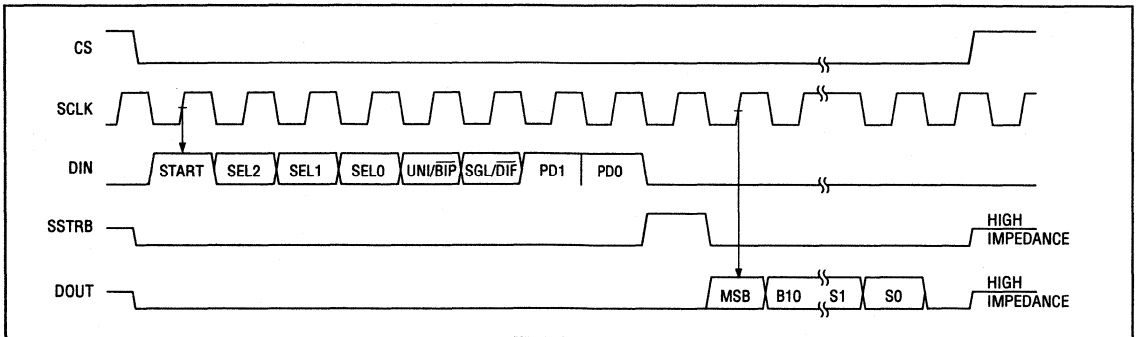 CS
SCLK
DIN
START SEL2 SEL1 SEL0 UNI/BIP SGL/DIF PD1 PD0
SSTRB
HIGH
IMPEDANCE
DOUT
MSB B10 S1 S0
HIGH
IMPEDANCE